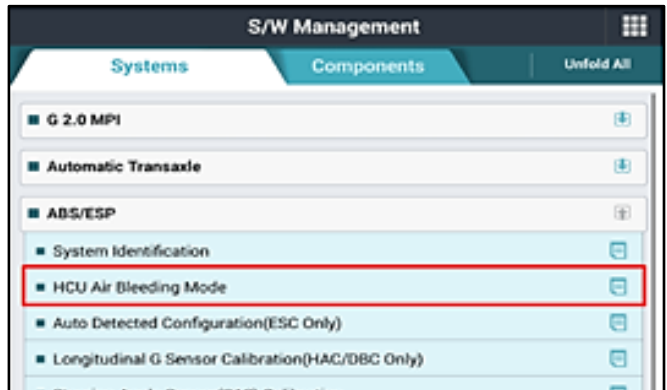 S/W Management
Systems
Components
Unfold All
G 2.0 MPI
Automatic Transaxle
ABS/ESP
System Identification
HCU Air Bleeding Mode
Auto Detected Configuration(ESC Only)
Longitudinal G Sensor Calibration(HAC/DBC Only)